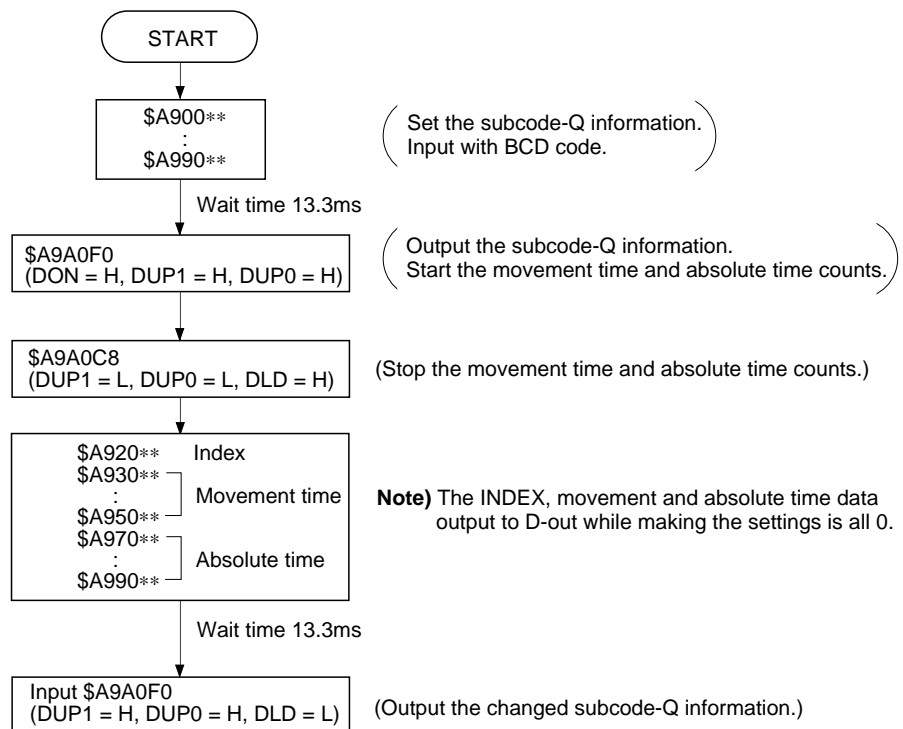 START
$A900**
:
$A990**
Set the subcode-Q information.
Input with BCD code.
Wait time 13.3ms
$A9A0F0
(DON = H, DUP1 = H, DUP0 = H)
Output the subcode-Q information.
Start the movement time and absolute time counts.
$A9A0C8
(DUP1 = L, DUP0 = L, DLD = H)
(Stop the movement time and absolute time counts.)
$A920** Index
$A930**
:
$A950**
Movement time
$A970**
:
$A990**
Absolute time
Note) The INDEX, movement and absolute time data
output to D-out while making the settings is all 0.
Wait time 13.3ms
Input $A9A0F0
(DUP1 = H, DUP0 = H, DLD = L)
(Output the changed subcode-Q information.)